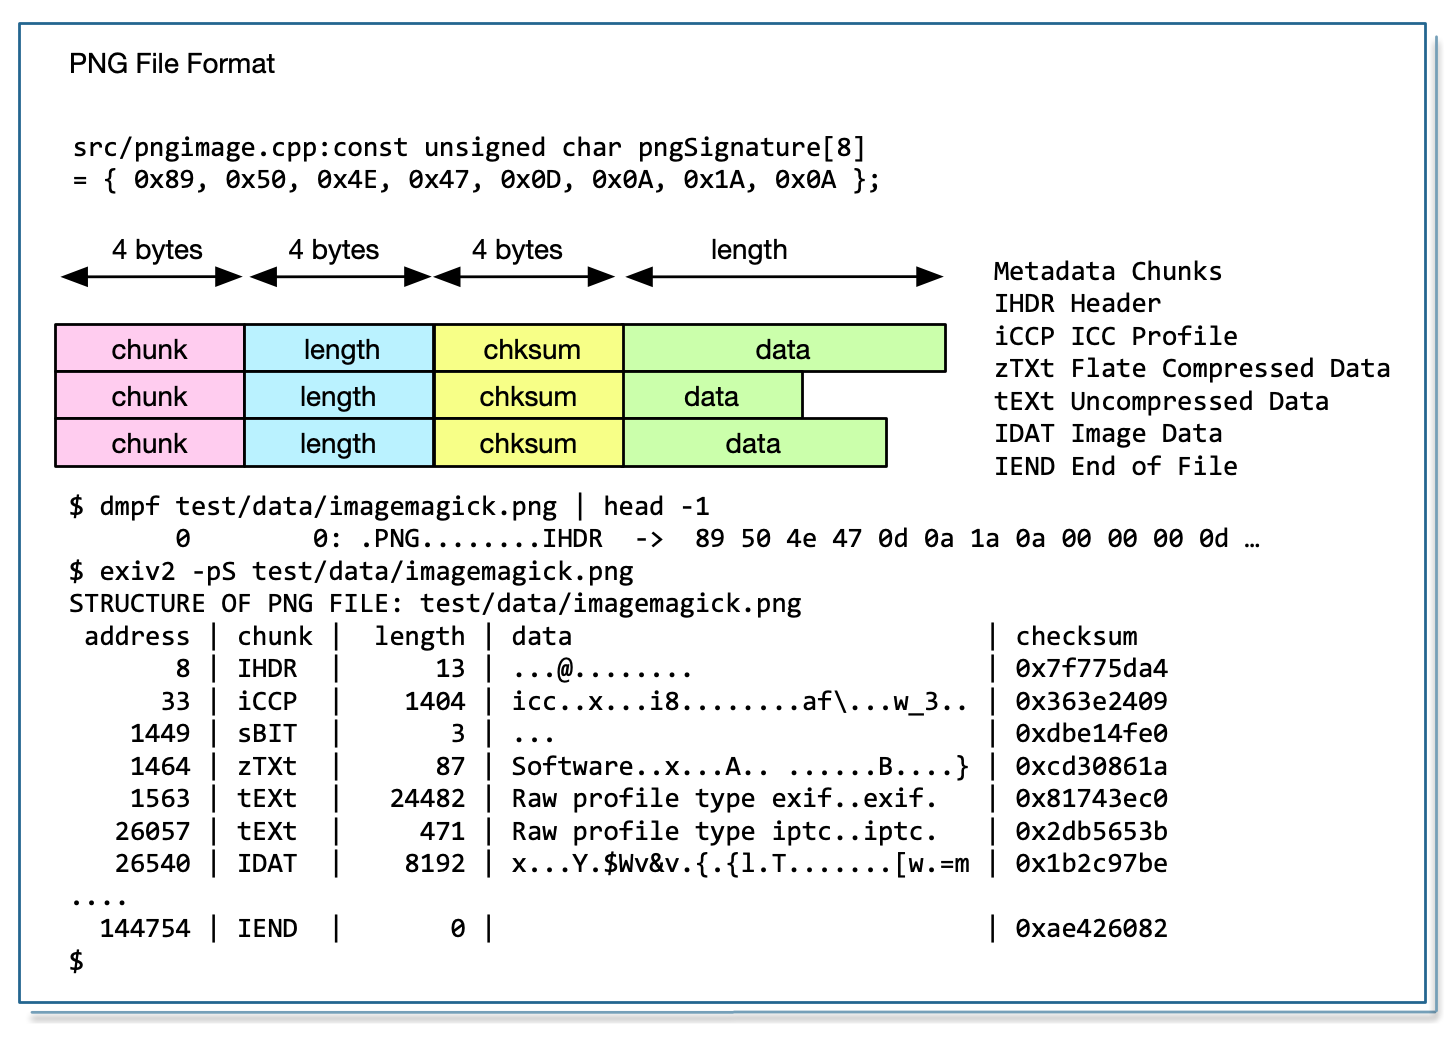 PNG File Format
src/pngimage.cpp:const unsigned char pngSignature[8]
= { 0x89, 0x50, 0x4E, 0x47, 0x0D, 0x0A, 0x1A, 0x0A };
4 bytes 4 bytes 4 bytes length
chunk length chksum data
chunk length chksum data
chunk length chksum data
Metadata Chunks
IHDR Header
iCCP ICC Profile
zTXt Flate Compressed Data
tEXt Uncompressed Data
IDAT Image Data
IEND End of File
$ dmpf test/data/imagemagick.png | head -1
0 0: .PNG........IHDR -> 89 50 4e 47 0d 0a 1a 0a 00 00 00 0d …
$ exiv2 -pS test/data/imagemagick.png
STRUCTURE OF PNG FILE: test/data/imagemagick.png
address | chunk | length | data | checksum
8 | IHDR | 13 | ...@........ | 0x7f775da4
33 | iCCP | 1404 | icc..x...i8........af\...w_3.. | 0x363e2409
1449 | sBIT | 3 | ... | 0xdbe14fe0
1464 | zTXt | 87 | Software..x...A.. ......B....} | 0xcd30861a
1563 | tEXt | 24482 | Raw profile type exif..exif. | 0x81743ec0
26057 | tEXt | 471 | Raw profile type iptc..iptc. | 0x2db5653b
26540 | IDAT | 8192 | x...Y.$Wv&v.{.{l.T.......[w.=m | 0x1b2c97be
....
144754 | IEND | 0 | | 0xae426082
$